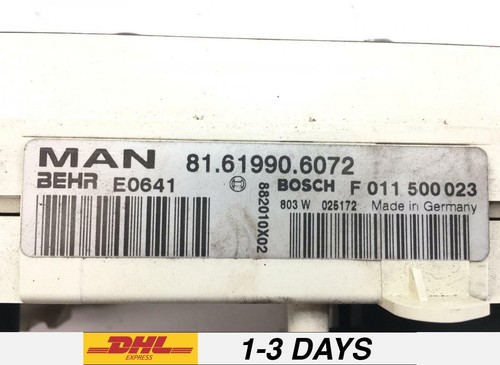 MAN 81.61990.6072
BEHR E0641 BOSCH F 011 500 023
882010X02
803 W 025172 Made in Germany
DHL EXPRESS 1-3 DAYS